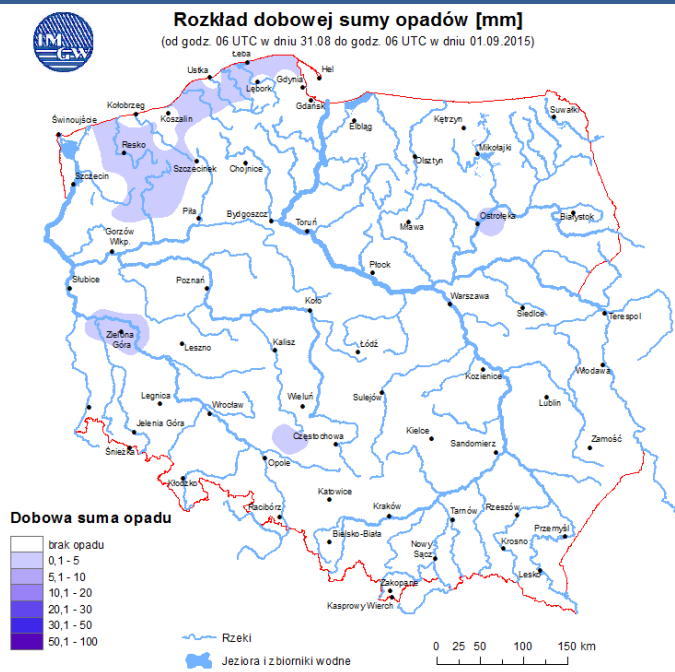 IM
GW
Rozkład dobowej sumy opadów [mm]
(od godz. 06 UTC w dniu 31.08 do godz. 06 UTC w dniu 01.09.2015)
Łeba
Ustka
Hel
Gdynia
Lębork
Gdańsk
Kołobrzeg
Koszalin
Świnoujście
Suwałki
Kętrzyn
Elbląg
Resko
Mikołajki
Olsztyn
Szczecinek
Chojnice
Szczecin
Piła
Bydgoszcz
Toruń
Ostrołęka
Białystok
Mława
Gorzów
Wlkp.
Płock
Słubice
Poznań
Koło
Warszawa
Siedlce
Terespol
Zielona
Góra
Leszno
Kalisz
Łódź
Kozienice
Włodawa
Legnica
Wrocław
Wieluń
Sulejów
Lublin
Jelenia Góra
Częstochowa
Kielce
Sandomierz
Zamość
Śnieżka
Opole
Kłodzko
Katowice
Racibórz
Kraków
Tarnów
Rzeszów
Bielsko-Biała
Przemyśl
Nowy
Sącz
Krosno
Lesko
Zakopane
Kasprowy Wierch
Dobowa suma opadu
brak opadu
0,1 - 5
5,1 - 10
10,1 - 20
20,1 - 30
30,1 - 50
50,1 - 100
Rzeki
Jeziora i zbiorniki wodne
0 25 50 100 150 km